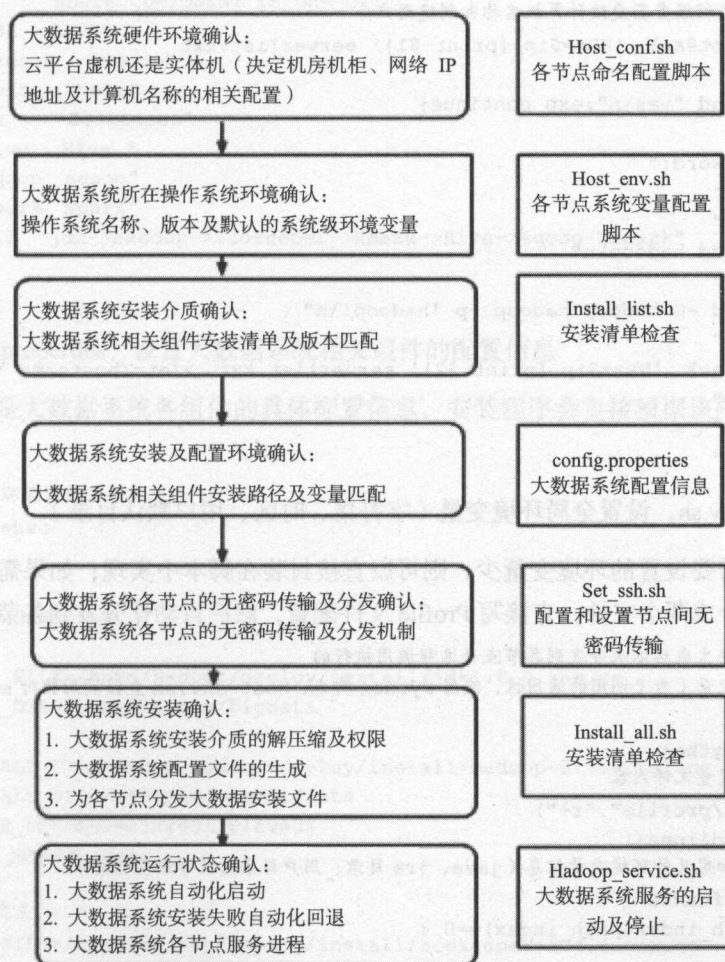 大数据系统硬件环境确认:
云平台虚机还是实体机(决定机房机柜、网络 IP
地址及计算机名称的相关配置)
Host_conf.sh
各节点命名配置脚本
大数据系统所在操作系统环境确认:
操作系统名称、版本及默认的系统级环境变量
Host_env.sh
各节点系统变量配置
脚本
大数据系统安装介质确认:
大数据系统相关组件安装清单及版本匹配
Install_list.sh
安装清单检查
大数据系统安装及配置环境确认:
大数据系统相关组件安装路径及变量匹配
config.properties
大数据系统配置信息
大数据系统各节点的无密码传输及分发确认:
大数据系统各节点的无密码传输及分发机制
Set_ssh.sh
配置和设置节点间无
密码传输
大数据系统安装确认:
1. 大数据系统安装介质的解压缩及权限
2. 大数据系统配置文件的生成
3. 为各节点分发大数据安装文件
Install_all.sh
安装清单检查
大数据系统运行状态确认:
1. 大数据系统自动化启动
2. 大数据系统安装失败自动化回退
3. 大数据系统各节点服务进程
Hadoop_service.sh
大数据系统服务的启
动及停止